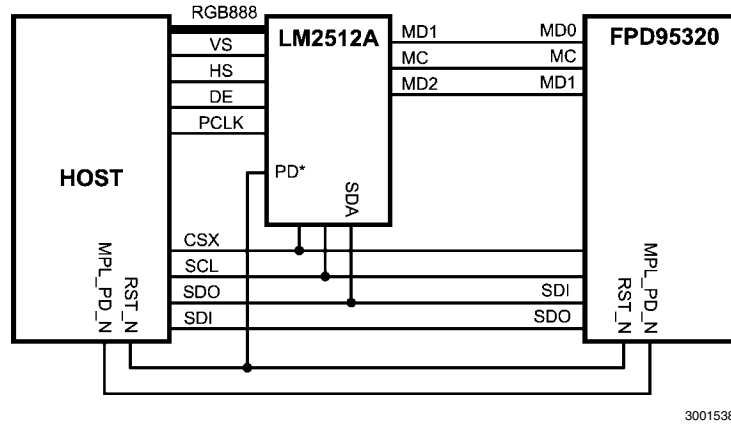 RGB888
VS
HS
DE
PCLK
HOST
LM2512A
PD*
SDA
MD1
MC
MD2
MD0
MC
MD1
FPD95320
CSX
SCL
SDO
SDI
SDI
SDO
MPL_PD_N
RST_N
RST_N
MPL_PD_N